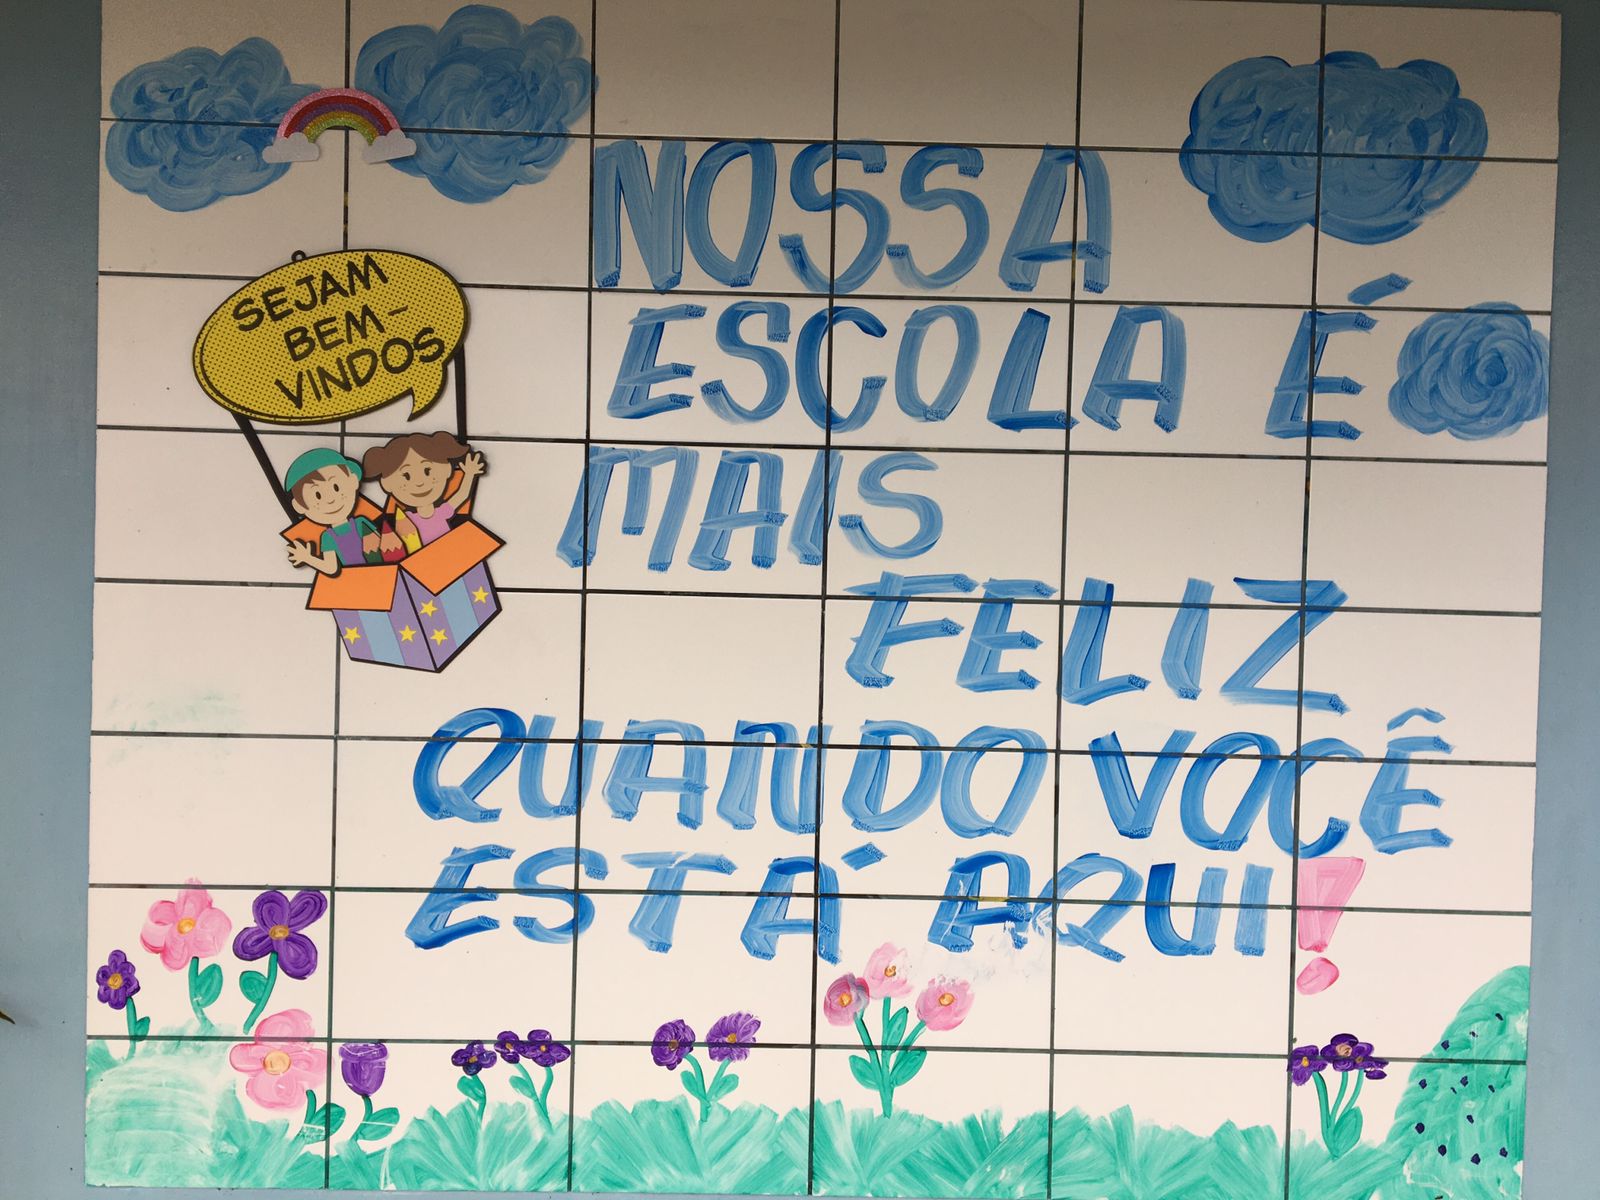 SEJAM
BEM-
VINDOS
NOSSA
ESCOLA É
MAIS
FELIZ
QUANDO VOCÊ
ESTÁ AQUI!